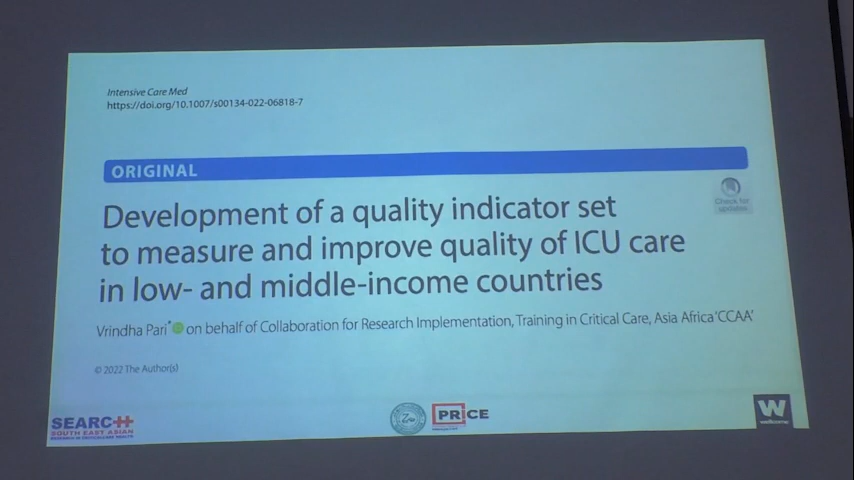 Intensive Care Med
https://doi.org/10.1007/s00134-022-06818-7
ORIGINAL
Check for
updates
Development of a quality indicator set
to measure and improve quality of ICU care
in low- and middle-income countries
Vrindha Pari* on behalf of Collaboration for Research Implementation, Training in Critical Care, Asia Africa 'CCAA'
© 2022 The Author(s)
SEARCH
SOUTH EAST ASIAN
PRICE
W
wellcome